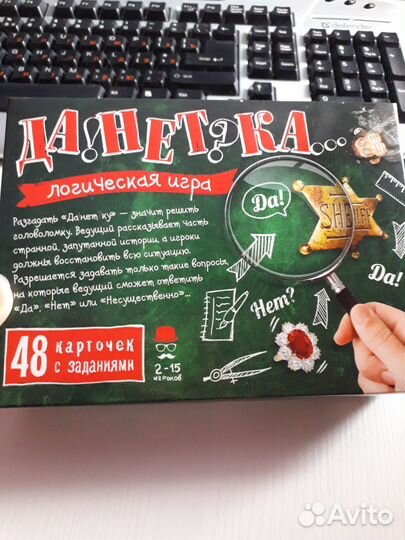 defender
ДА!НЕТ?КА...
ЛОГИЧЕСКАЯ ИГРА
Разгадать «Да!нет?ку» — значит решить
головоломку. Ведущий рассказывает часть
странной, запутанной истории, а игроки
должны восстановить всю ситуацию.
Разрешается задавать только такие вопросы,
на которые ведущий сможет ответить
«Да», «Нет» или «Несущественно»...
Да!
SHERIFF
Да!
Нет?
48 карточек
с заданиями
2-15
игроков
Avito